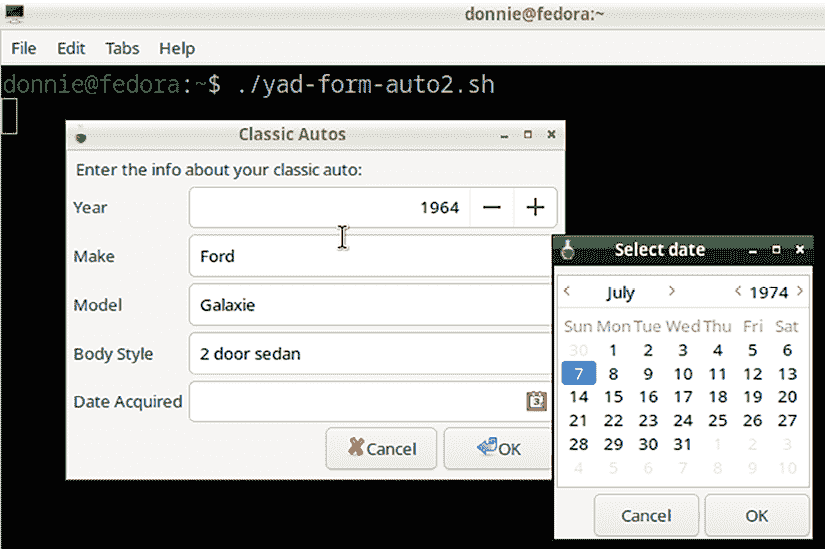 donnie@fedora:~
File Edit Tabs Help
donnie@fedora:~$ ./yad-form-auto2.sh
Classic Autos
Enter the info about your classic auto:
Year 1964 − +
Make Ford
Model Galaxie
Body Style 2 door sedan
Date Acquired 3
Cancel OK
Select date
< July > < 1974 >
Sun Mon Tue Wed Thu Fri Sat
30 1 2 3 4 5 6
7 8 9 10 11 12 13
14 15 16 17 18 19 20
21 22 23 24 25 26 27
28 29 30 31 1 2 3
4 5 6 7 8 9 10
Cancel OK